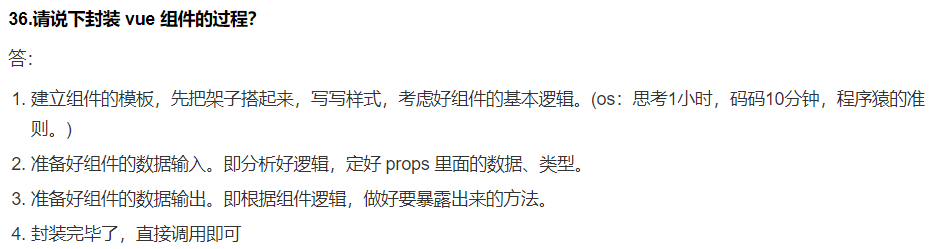 36.请说下封装 vue 组件的过程?
答：
1. 建立组件的模板，先把架子搭起来，写写样式，考虑好组件的基本逻辑。(os：思考1小时，码码10分钟，程序猿的准
则。)
2. 准备好组件的数据输入。即分析好逻辑，定好 props 里面的数据、类型。
3. 准备好组件的数据输出。即根据组件逻辑，做好要暴露出来的方法。
4. 封装完毕了，直接调用即可